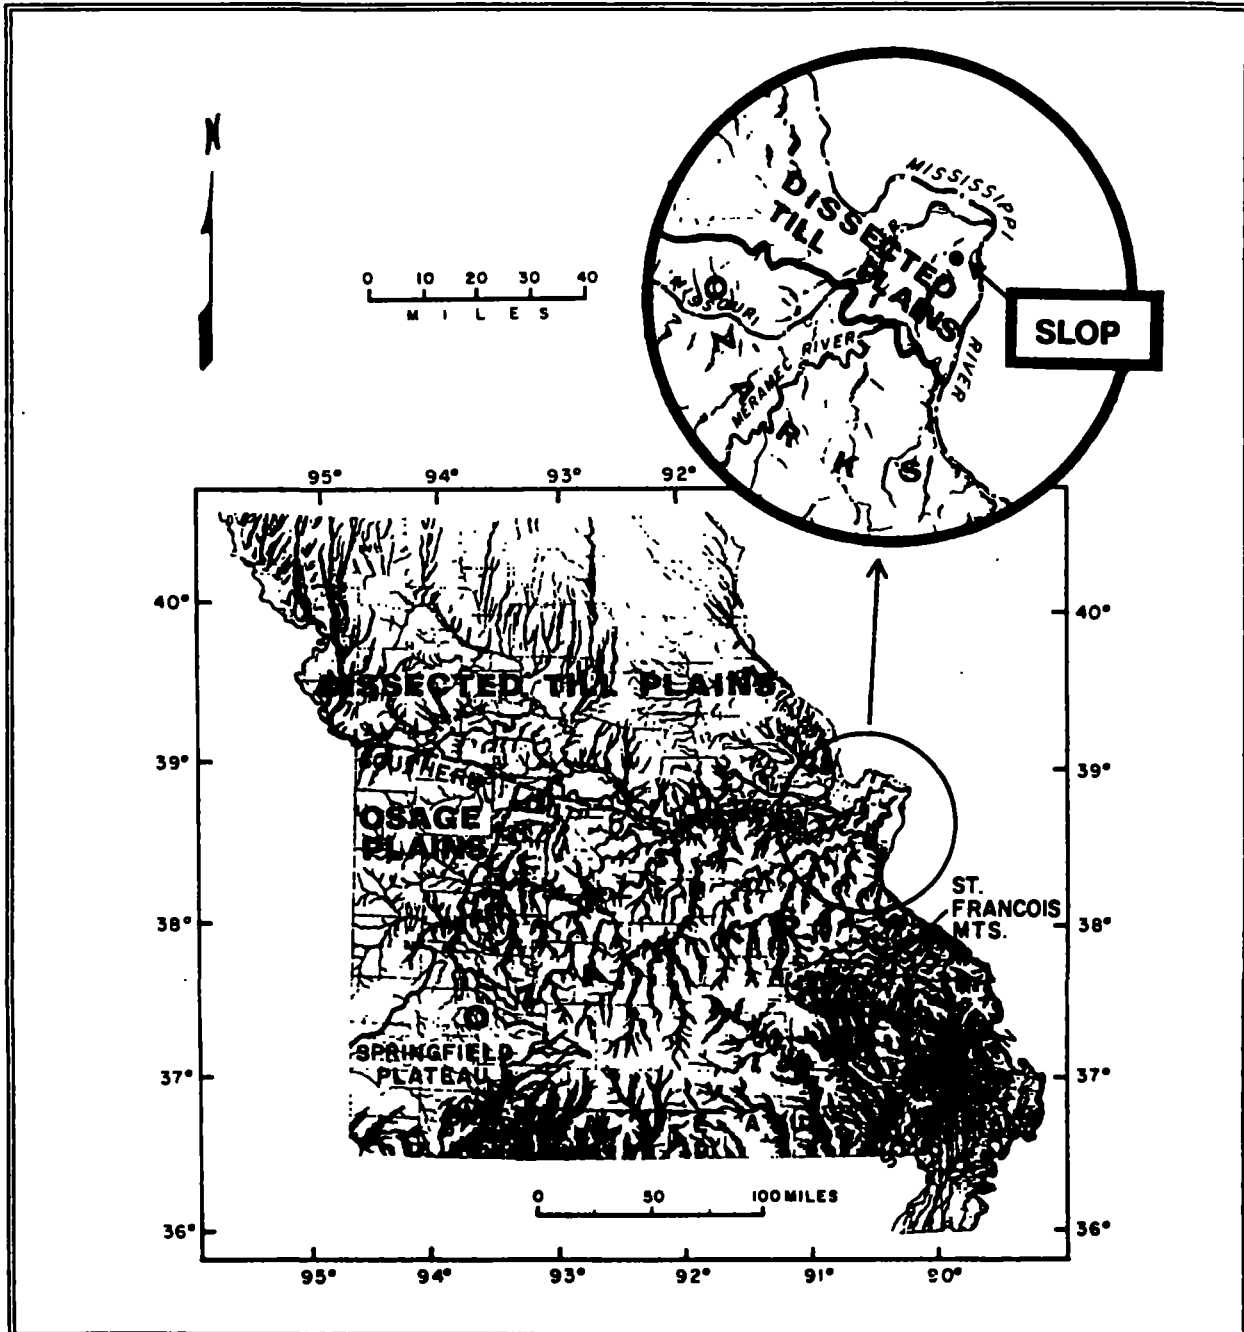 N
0 10 20 30 40
MILES
MISSISSIPPI
DISSECTED
TILL PLAINS
MISSOURI
MERAMEC RIVER
RIVER
SLOP
O
Z
A
R
K
S
95° 94° 93° 92°
40° 40°
DISSECTED TILL PLAINS
39° 39°
SOUTHERN
OSAGE
PLAINS
ST.
FRANCOIS
MTS.
38° 38°
O
SPRINGFIELD
PLATEAU
37° 37°
0 50 100 MILES
36° 36°
95° 94° 93° 92° 91° 90°